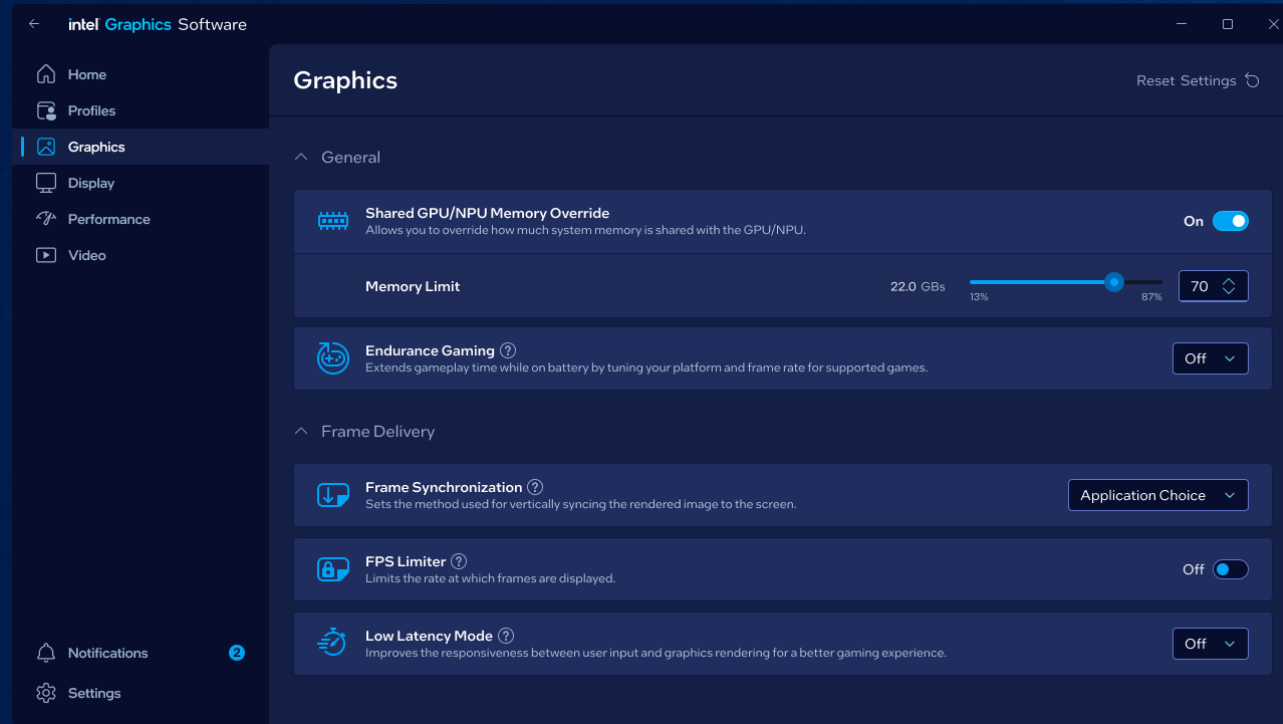 intel Graphics Software
Home
Profiles
Graphics
Display
Performance
Video
Notifications 2
Settings
Graphics
Reset Settings
General
Shared GPU/NPU Memory Override
Allows you to override how much system memory is shared with the GPU/NPU.
On
Memory Limit
22.0 GBs
13% 87%
70
Endurance Gaming ?
Extends gameplay time while on battery by tuning your platform and frame rate for supported games.
Off
Frame Delivery
Frame Synchronization ?
Sets the method used for vertically syncing the rendered image to the screen.
Application Choice
FPS Limiter ?
Limits the rate at which frames are displayed.
Off
Low Latency Mode ?
Improves the responsiveness between user input and graphics rendering for a better gaming experience.
Off